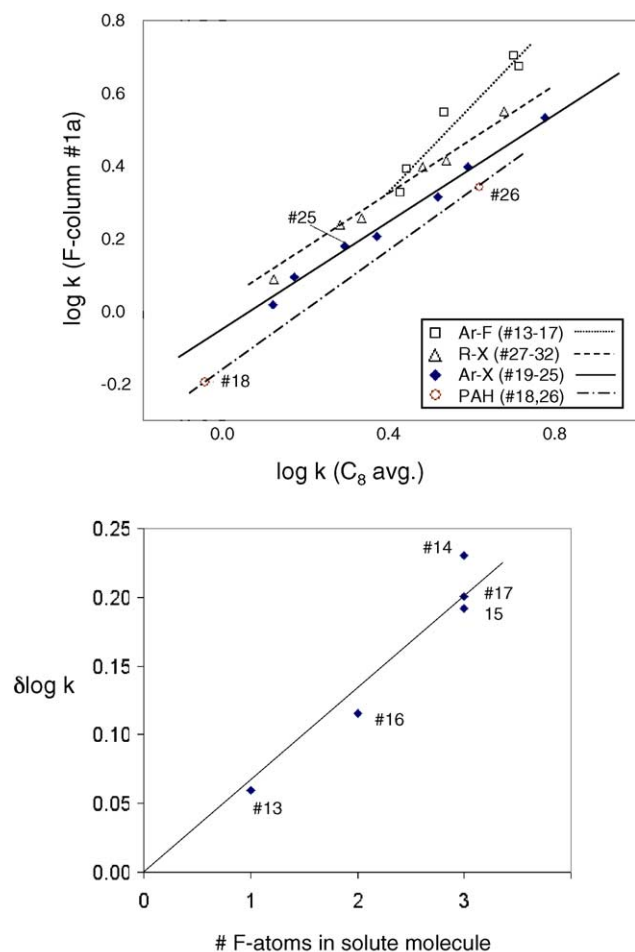 0.8
0.6
0.4
0.2
0.0
-0.2
log k (F-column #1a)
#25
#26
#18
Ar-F (#13-17)
R-X (#27-32)
Ar-X (#19-25)
PAH (#18,26)
0.0 0.4 0.8
log k (C₈ avg.)
0.25
0.20
0.15
0.10
0.05
0.00
δlog k
#14
#17
15
#16
#13
0 1 2 3
# F-atoms in solute molecule